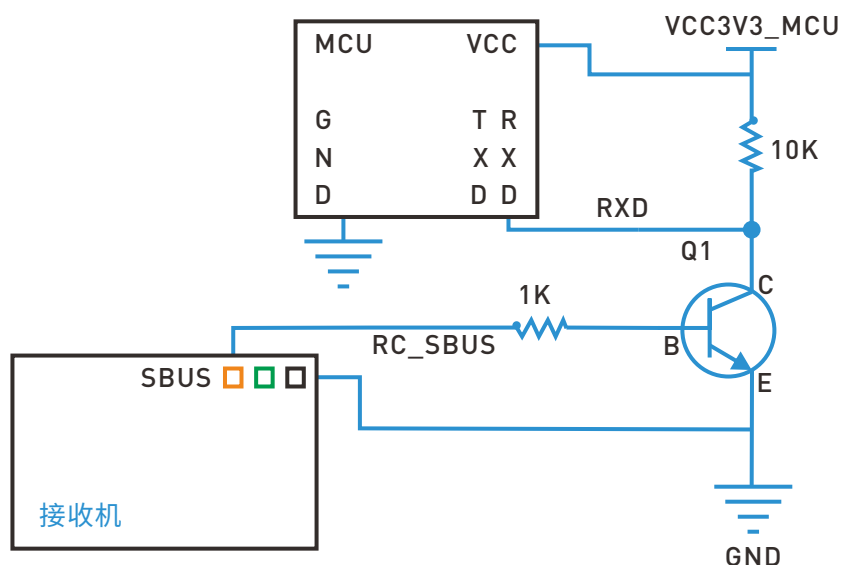 VCC3V3_MCU
MCU VCC
G T R
N X X
D D D
10K
RXD
Q1
C
1K
RC_SBUS
B
E
SBUS
接收机
GND